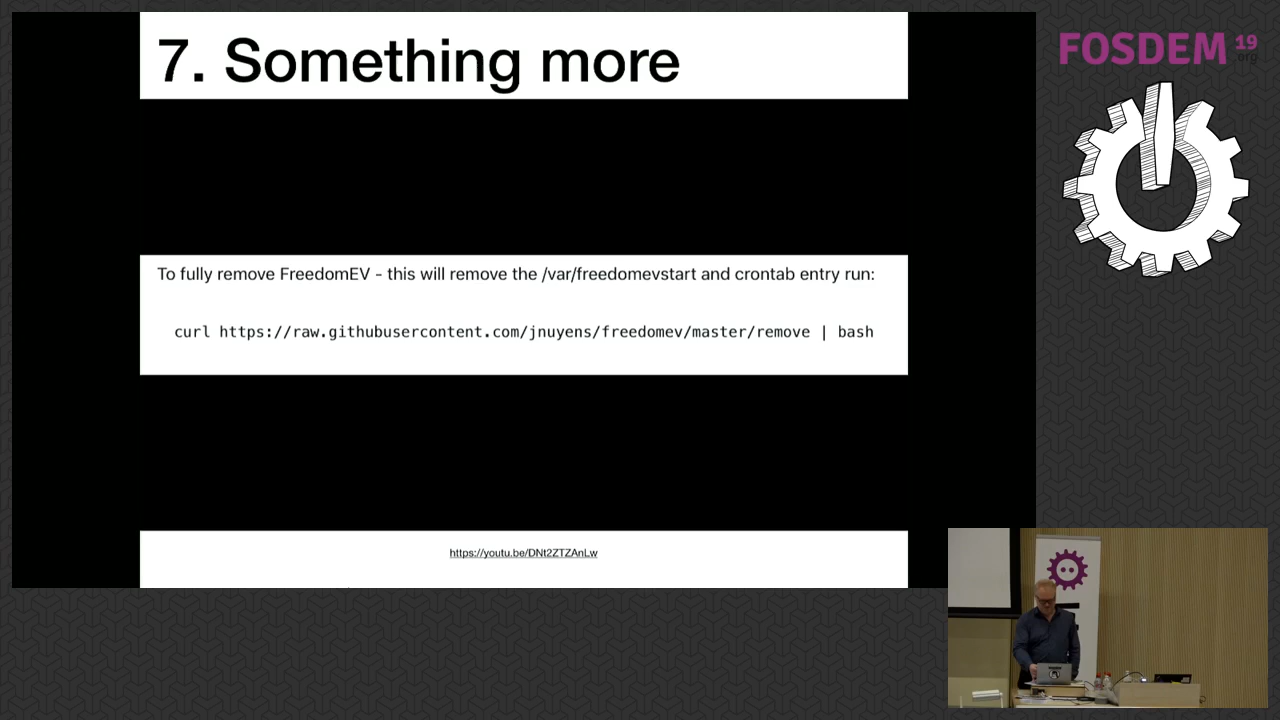 7. Something more
FOSDEM 19
.org
To fully remove FreedomEV - this will remove the /var/freedomevstart and crontab entry run:
curl https://raw.githubusercontent.com/jnuyens/freedomev/master/remove | bash
https://youtu.be/DNt2ZTZAnLw